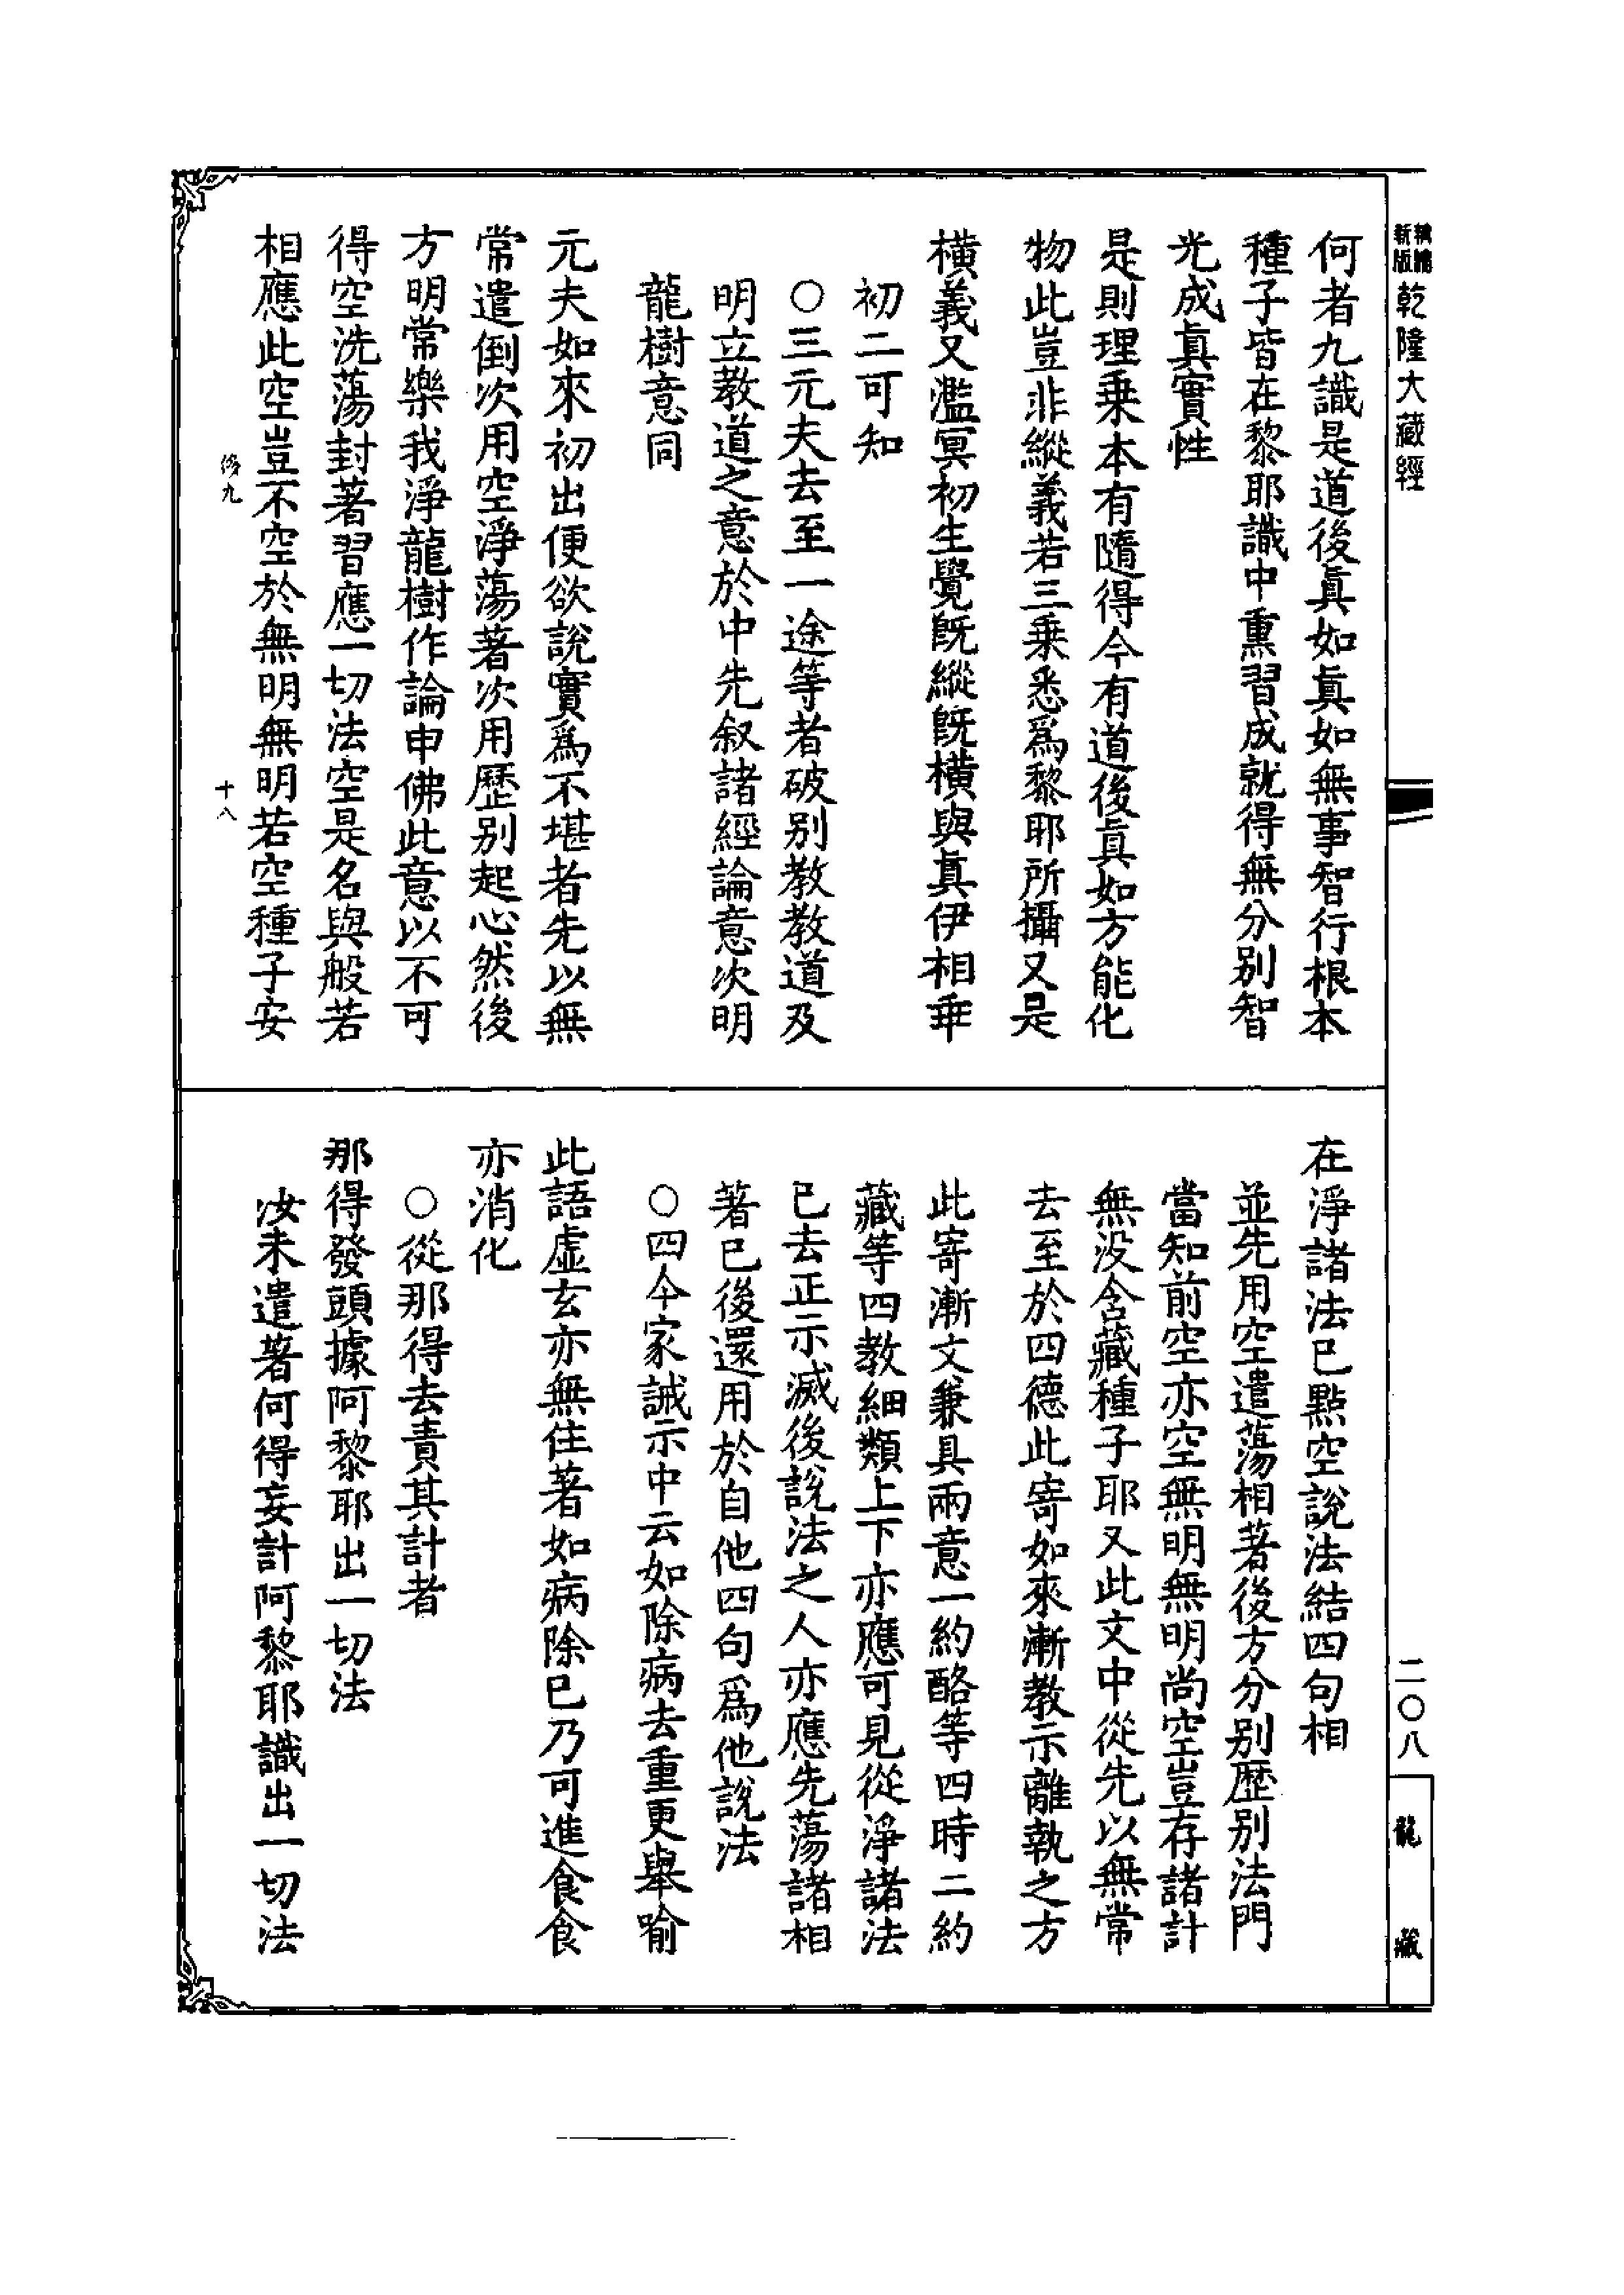 新版
乾隆大藏經
何者九識是道後眞如眞如無事智行根本
種子皆在黎耶識中熏習成就得無分别智
光成眞實性
是則理乗本有隨得今有道後眞如方能化
物此豈非縱義若三乗悉爲黎耶所攝又是
橫義又濫冥初生覺旣縱旣橫與眞伊相乖
初二可知
○三元夫去至一途等者破别教教道及
明立教道之意於中先叙諸經論意次明
龍樹意同
元夫如來初出便欲說實爲不堪者先以無
常遣倒次用空淨蕩著次用歷别起心然後
方明常樂我淨龍樹作論申佛此意以不可
得空洗蕩封著習應一切法空是名與般若
相應此空豈不空於無明無明若空種子安
十八
在淨諸法已點空說法結四句相
並先用空遣蕩相著後方分别歷别法門
當知前空亦空無明無明尚空豈存諸計
無没含藏種子耶又此文中從先以無常
去至於四德此寄如來漸教示離執之方
此寄漸文兼具兩意一約酪等四時二約
藏等四教細類上下亦應可見從淨諸法
已去正示滅後說法之人亦應先蕩諸相
著已後還用於自他四句爲他說法
○四今家誡示中云如除病去重更舉喻
此語虛玄亦無住著如病除已乃可進食食
亦消化
○從那得去責其計者
那得發頭據阿黎耶出一切法
汝未遣著何得妄計阿黎耶識出一切法
二〇八
龍藏